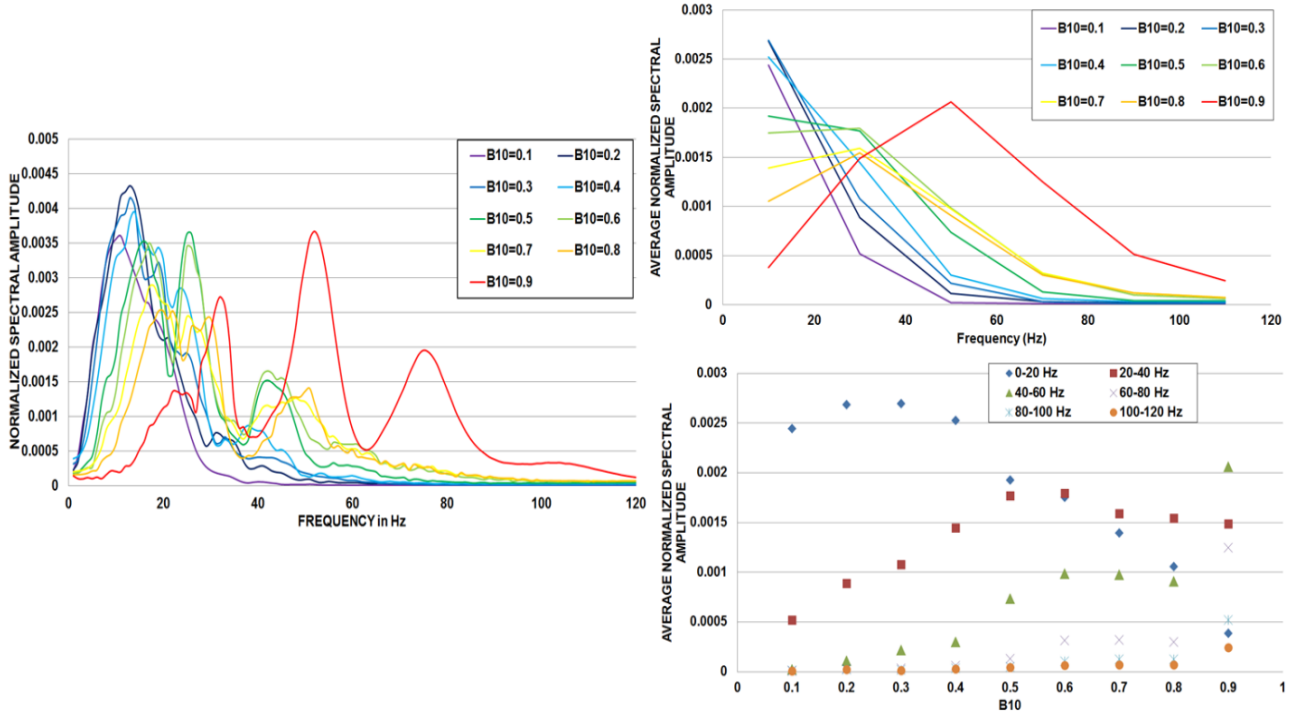 NORMALIZED SPECTRAL AMPLITUDE
0.005
0.0045
0.004
0.0035
0.003
0.0025
0.002
0.0015
0.001
0.0005
0
B10=0.1 B10=0.2
B10=0.3 B10=0.4
B10=0.5 B10=0.6
B10=0.7 B10=0.8
B10=0.9
0 20 40 60 80 100 120
FREQUENCY in Hz
AVERAGE NORMALIZED SPECTRAL
AMPLITUDE
0.003
0.0025
0.002
0.0015
0.001
0.0005
0
B10=0.1 B10=0.2 B10=0.3
B10=0.4 B10=0.5 B10=0.6
B10=0.7 B10=0.8 B10=0.9
0 20 40 60 80 100 120
Frequency (Hz)
AVERAGE NORMALIZED SPECTRAL
AMPLITUDE
0.003
0.0025
0.002
0.0015
0.001
0.0005
0
0-20 Hz 20-40 Hz
40-60 Hz 60-80 Hz
80-100 Hz 100-120 Hz
0 0.1 0.2 0.3 0.4 0.5 0.6 0.7 0.8 0.9 1
B10